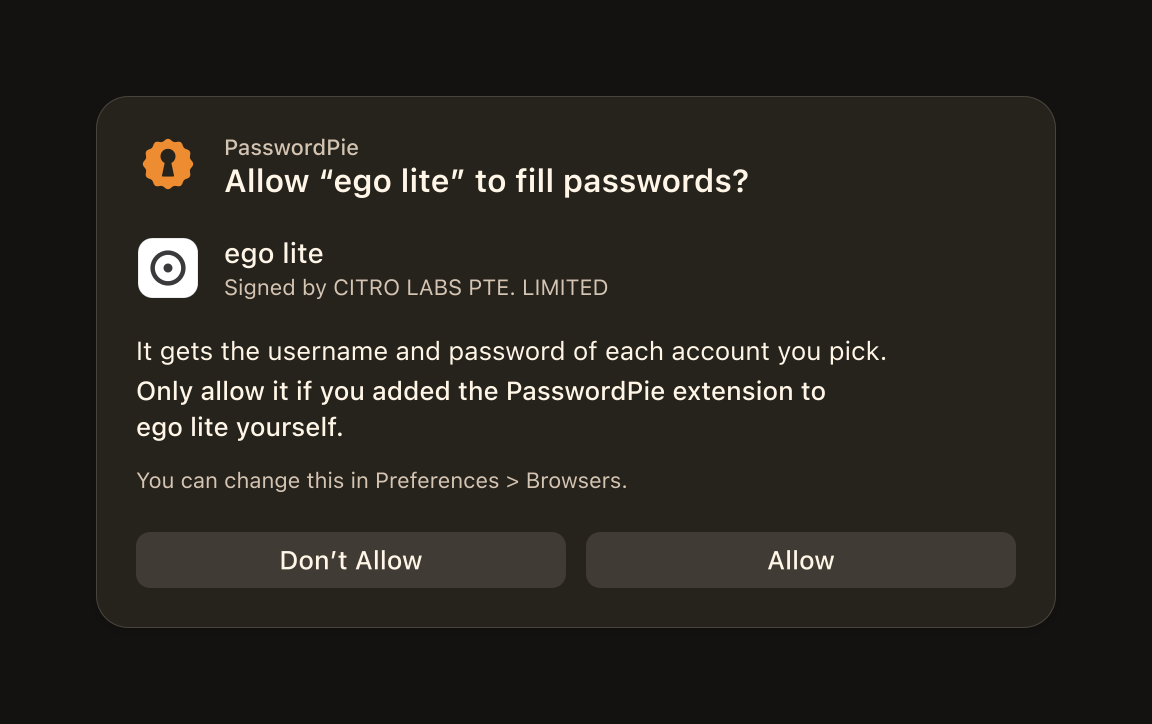 PasswordPie
Allow “ego lite” to fill passwords?
ego lite
Signed by CITRO LABS PTE. LIMITED
It gets the username and password of each account you pick.
Only allow it if you added the PasswordPie extension to
ego lite yourself.
You can change this in Preferences > Browsers.
Don’t Allow
Allow